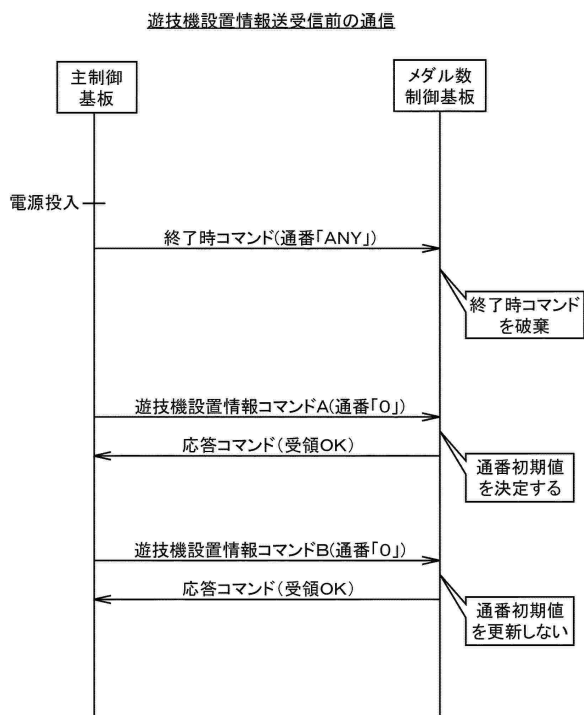 遊技機設置情報送受信前の通信
主制御
基板
メダル数
制御基板
電源投入
終了時コマンド(通番「ANY」)
終了時コマンド
を破棄
遊技機設置情報コマンドA(通番「0」)
応答コマンド(受領OK)
通番初期値
を決定する
遊技機設置情報コマンドB(通番「0」)
応答コマンド(受領OK)
通番初期値
を更新しない